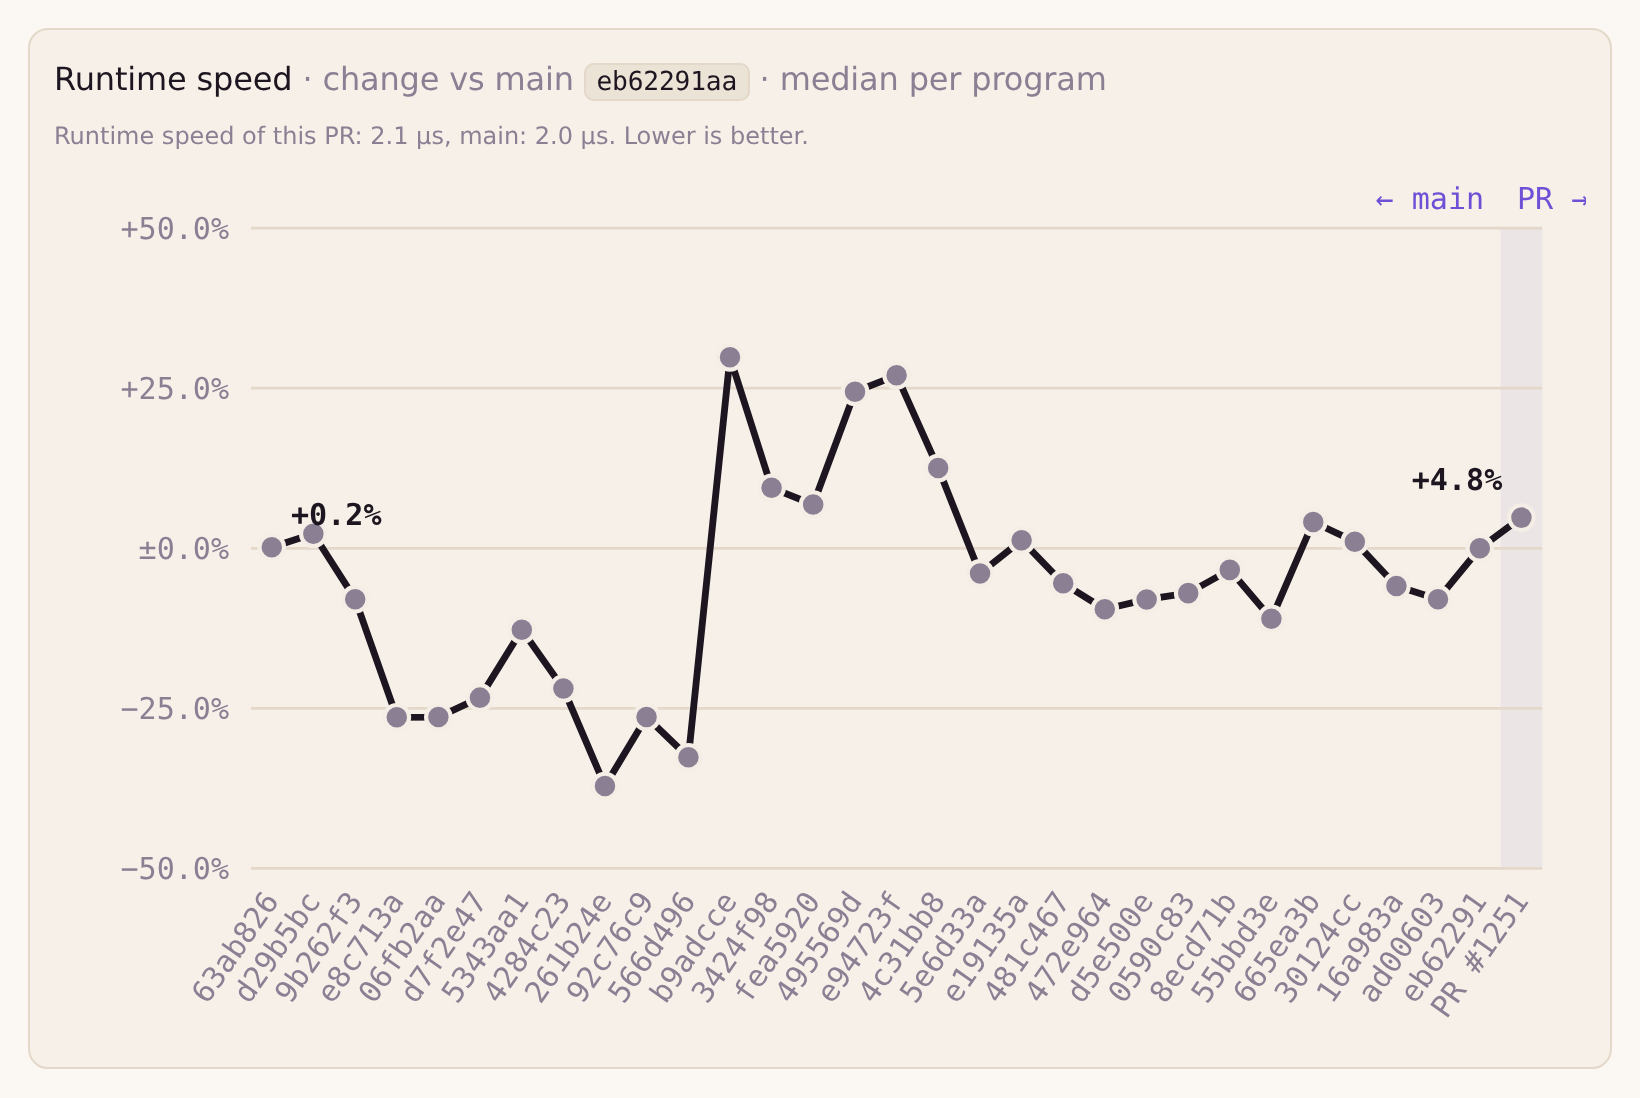 Runtime speed · change vs main eb62291aa · median per program
Runtime speed of this PR: 2.1 µs, main: 2.0 µs. Lower is better.
← main PR →
+50.0%
+25.0%
±0.0%
−25.0%
−50.0%
+0.2%
+4.8%
63ab826
d29b5bc
9b262f3
e8c713a
06fb2aa
d7f2e47
5343aa1
4284c23
261b24e
92c76c9
566d496
b9adcce
3424f98
fea5920
495569d
e94723f
4c31bb8
5e6d33a
e19135a
481c467
472e964
d5e500e
0590c83
8ecd71b
55bbd3e
665ea3b
30124cc
16a983a
ad00603
eb62291
PR #1251